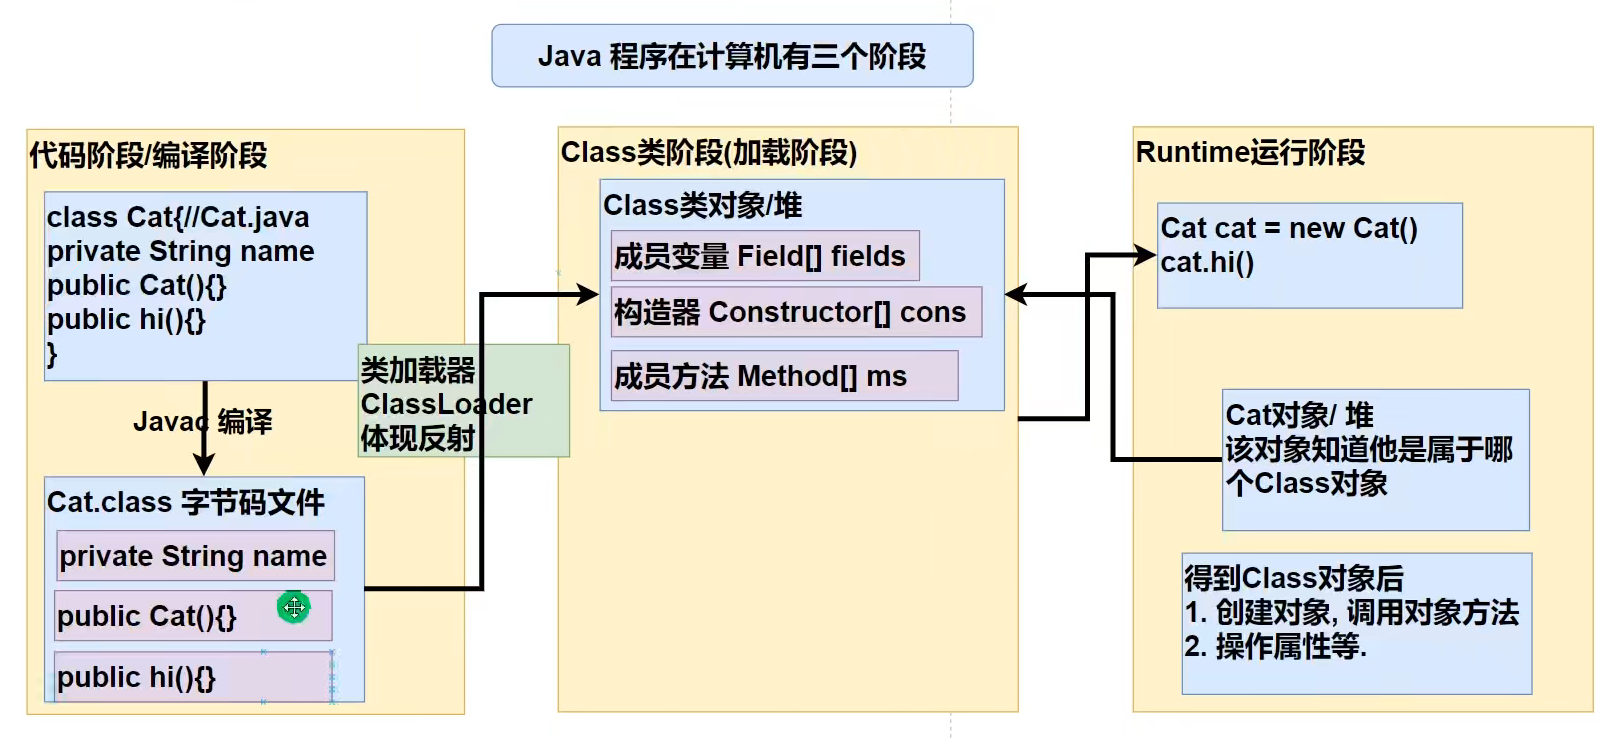 Java 程序在计算机有三个阶段
代码阶段/编译阶段
class Cat{//Cat.java
private String name
public Cat(){}
public hi(){}
}
Javac 编译
Cat.class 字节码文件
private String name
public Cat(){}
public hi(){}
类加载器
ClassLoader
体现反射
Class类阶段(加载阶段)
Class类对象/堆
成员变量 Field[] fields
构造器 Constructor[] cons
成员方法 Method[] ms
Runtime运行阶段
Cat cat = new Cat()
cat.hi()
Cat对象/ 堆
该对象知道他是属于哪
个Class对象
得到Class对象后
1. 创建对象, 调用对象方法
2. 操作属性等.